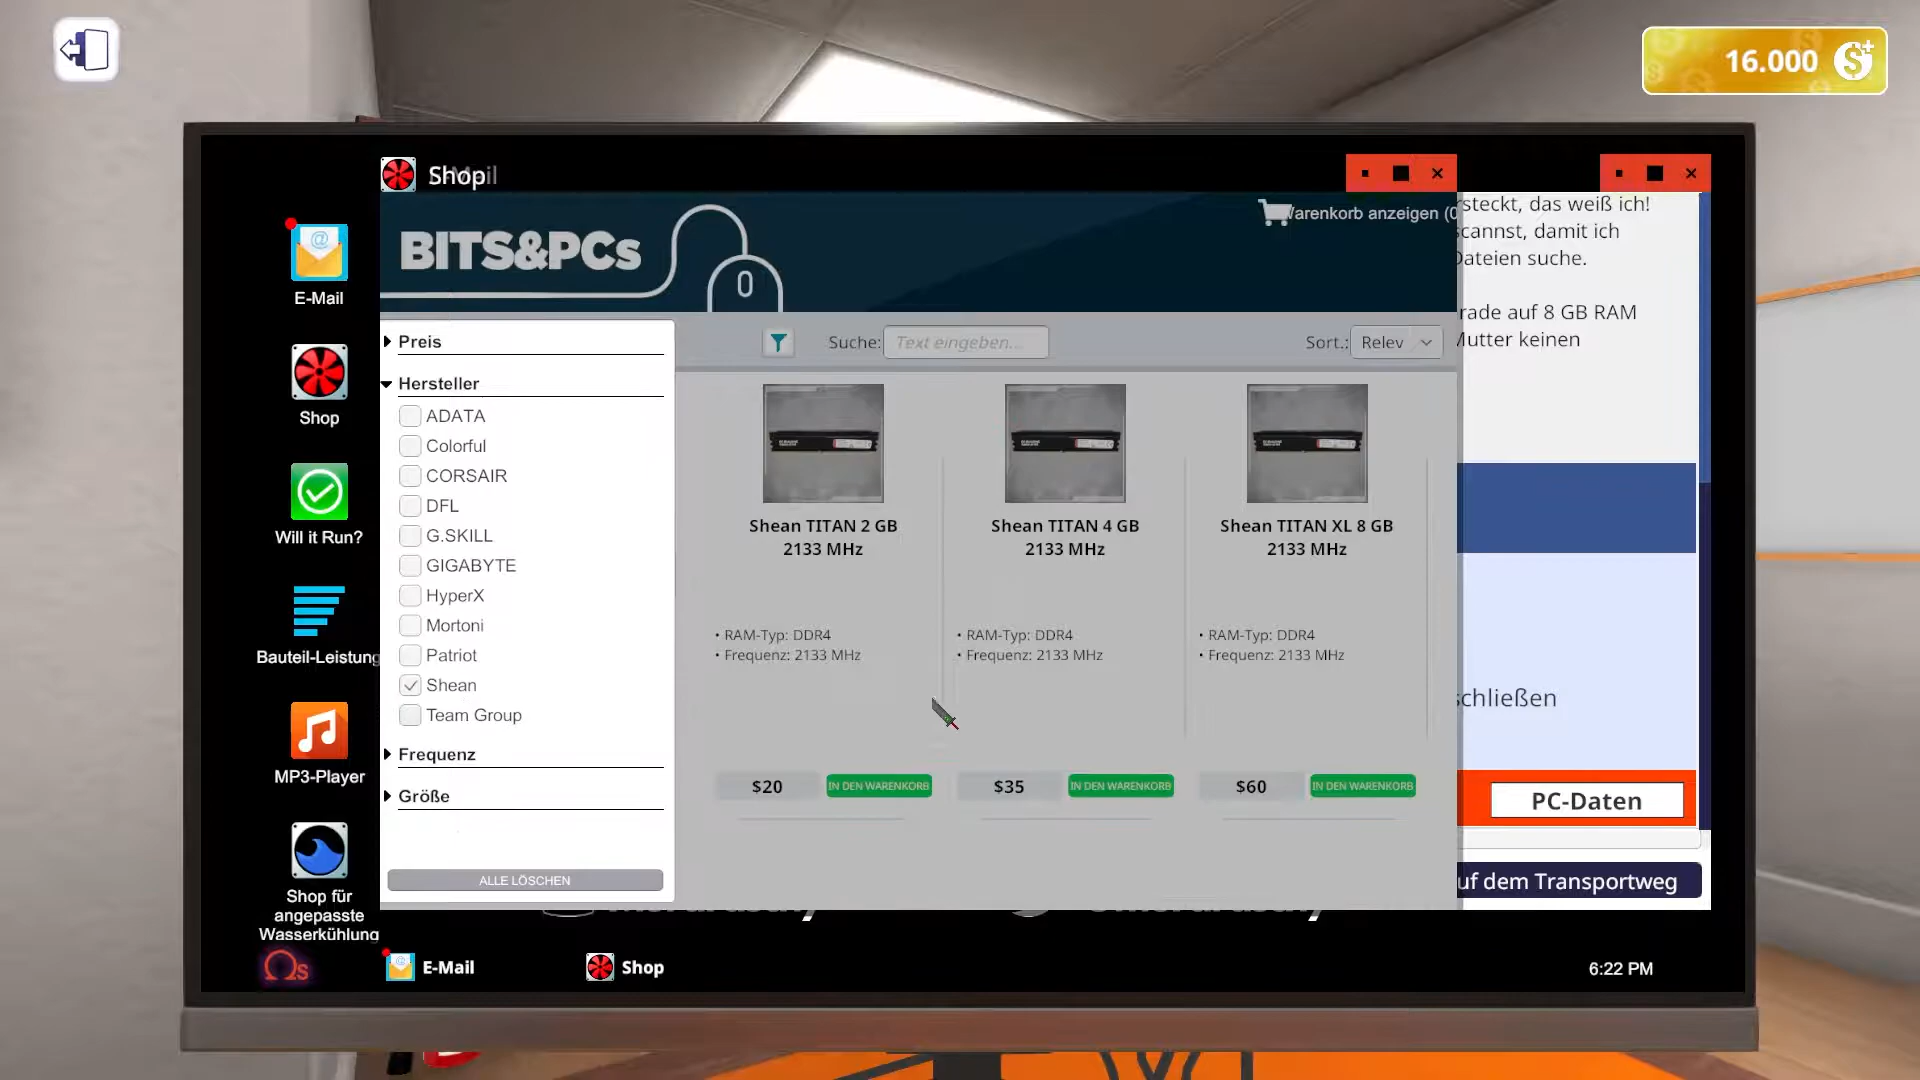 16.000
Shop
BITS&PCs
arenkorb anzeigen (0
Preis
Hersteller
ADATA
Colorful
CORSAIR
DFL
G.SKILL
GIGABYTE
HyperX
Mortoni
Patriot
Shean
Team Group
Frequenz
Größe
ALLE LÖSCHEN
Suche: Text eingeben...
Sort.: Relev
Shean TITAN 2 GB
2133 MHz
• RAM-Typ: DDR4
• Frequenz: 2133 MHz
$20
IN DEN WARENKORB
Shean TITAN 4 GB
2133 MHz
• RAM-Typ: DDR4
• Frequenz: 2133 MHz
$35
IN DEN WARENKORB
Shean TITAN XL 8 GB
2133 MHz
• RAM-Typ: DDR4
• Frequenz: 2133 MHz
$60
IN DEN WARENKORB
rsteckt, das weiß ich!
scannst, damit ich
Dateien suche.
rade auf 8 GB RAM
Mutter keinen
schließen
PC-Daten
uf dem Transportweg
E-Mail
Shop
Will it Run?
Bauteil-Leistung
MP3-Player
Shop für
angepasste
Wasserkühlung
Ωs
E-Mail
Shop
6:22 PM